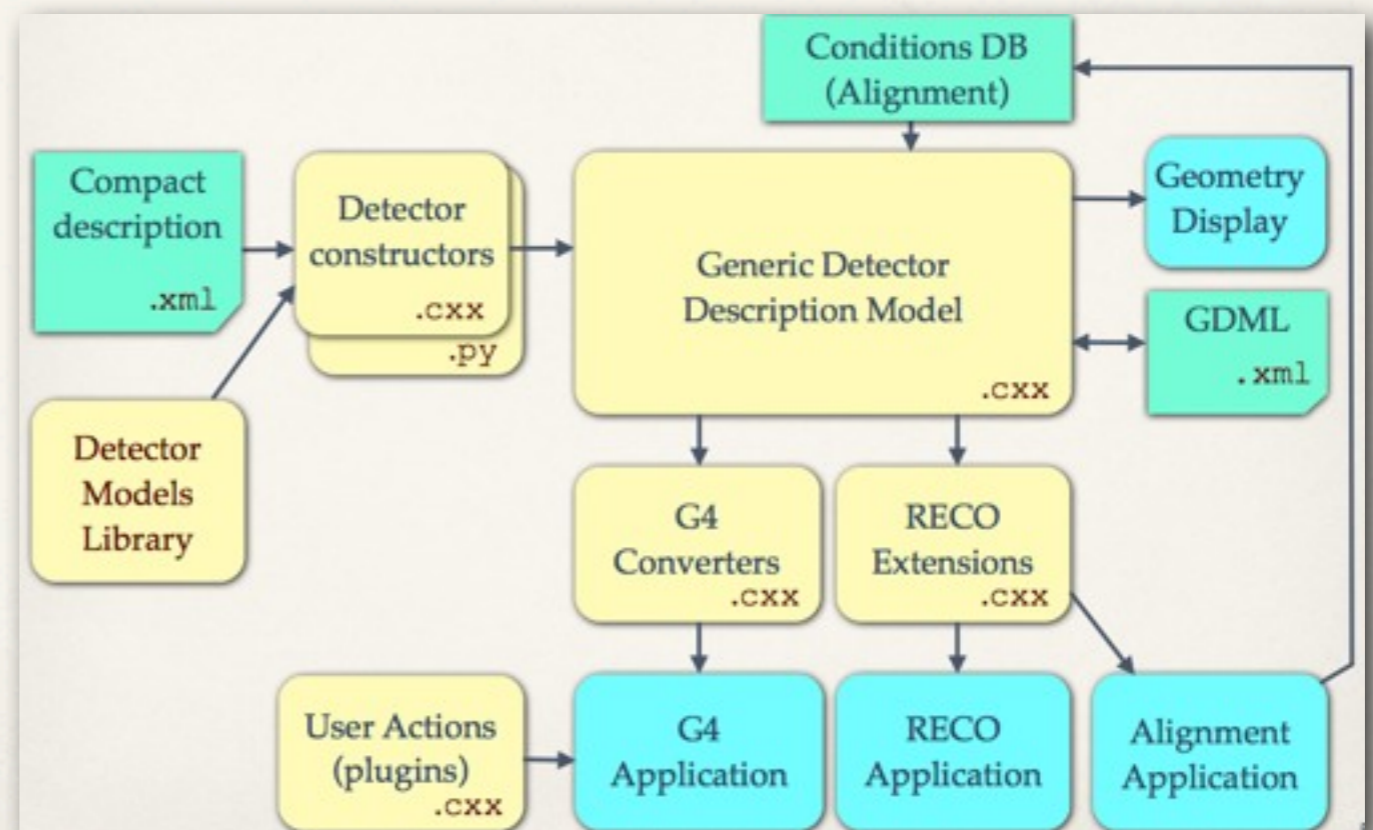 Conditions DB
(Alignment)
Compact
description
.xml
Detector
constructors
.cxx
.py
Generic Detector
Description Model
.cxx
Geometry
Display
GDML
.xml
Detector
Models
Library
G4
Converters
.cxx
RECO
Extensions
.cxx
User Actions
(plugins)
.cxx
G4
Application
RECO
Application
Alignment
Application